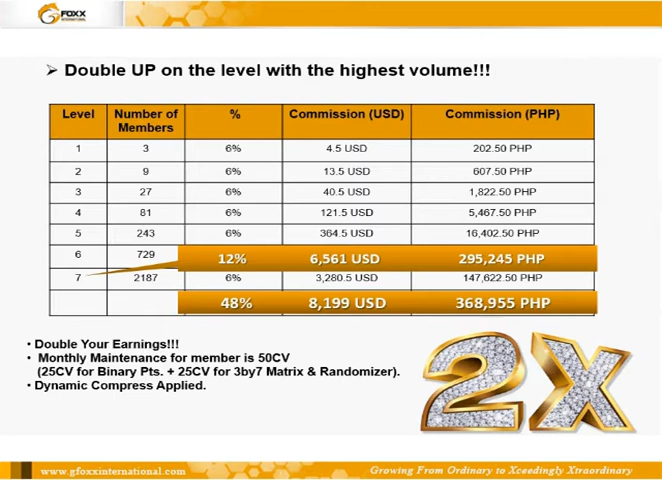 GFOXX
INTERNATIONAL
➢ Double UP on the level with the highest volume!!!
Level Number of Members % Commission (USD) Commission (PHP)
1 3 6% 4.5 USD 202.50 PHP
2 9 6% 13.5 USD 607.50 PHP
3 27 6% 40.5 USD 1,822.50 PHP
4 81 6% 121.5 USD 5,467.50 PHP
5 243 6% 364.5 USD 16,402.50 PHP
6 729
12% 6,561 USD 295,245 PHP
7 2187 6% 3,280.5 USD 147,622.50 PHP
48% 8,199 USD 368,955 PHP
• Double Your Earnings!!!
• Monthly Maintenance for member is 50CV
(25CV for Binary Pts. + 25CV for 3by7 Matrix & Randomizer).
• Dynamic Compress Applied.
2X
www.gfoxxinternational.com
Growing From Ordinary to Xceedingly Xtraordinary